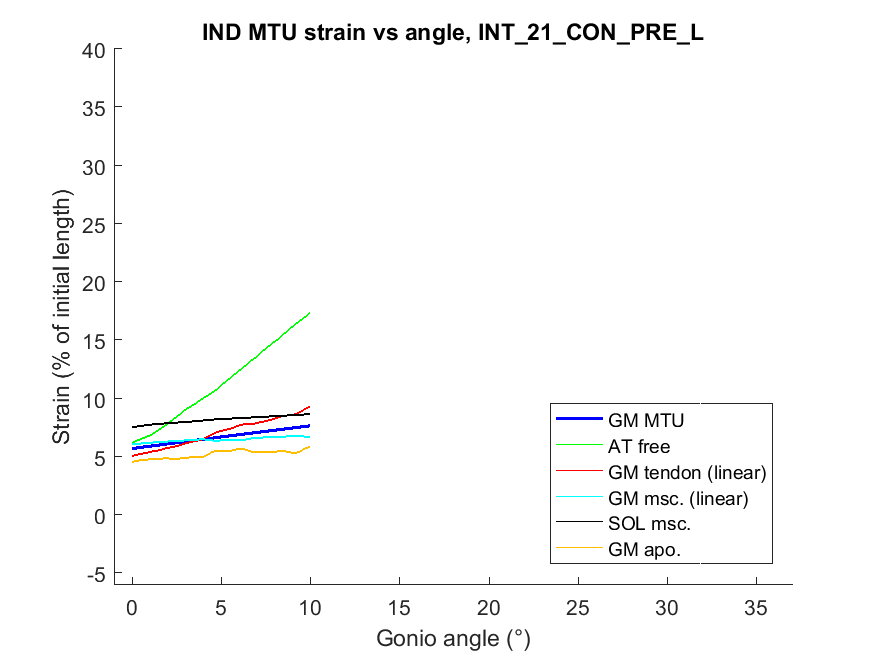 IND MTU strain vs angle, INT_21_CON_PRE_L
Strain (% of initial length)
40
35
30
25
20
15
10
5
0
-5
0 5 10 15 20 25 30 35
Gonio angle (°)
GM MTU
AT free
GM tendon (linear)
GM msc. (linear)
SOL msc.
GM apo.